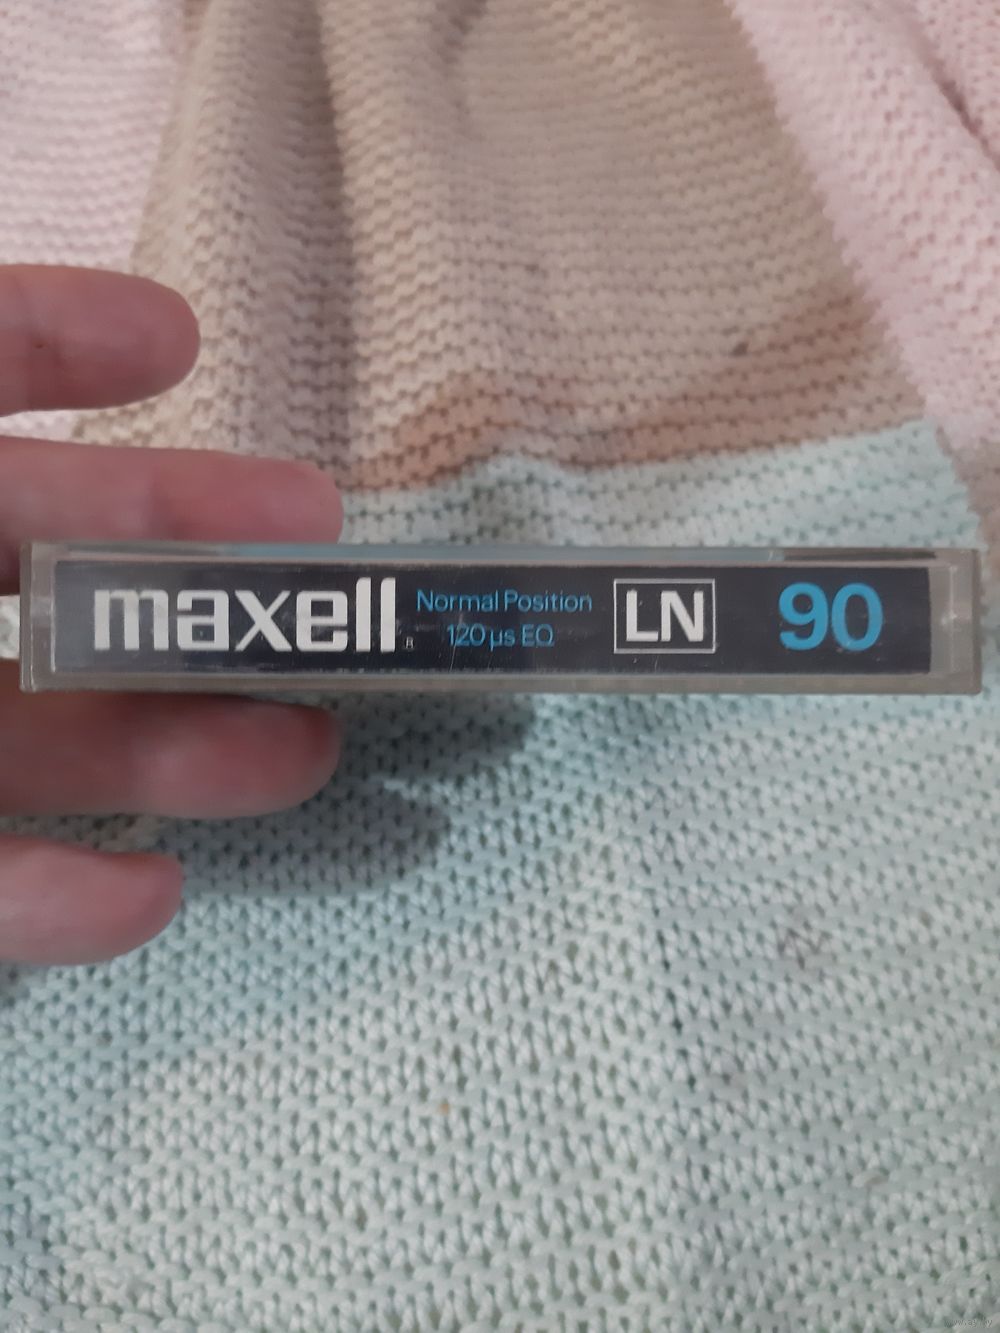 maxell
Normal Position
120 µs EQ
LN
90